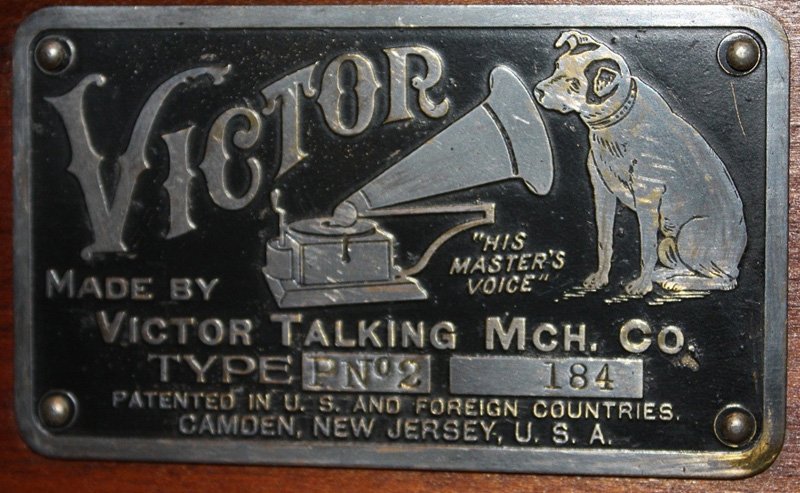 VICTOR
"HIS
MASTER'S
VOICE"
MADE BY
VICTOR TALKING MCH. CO.
TYPE PNº2 184
PATENTED IN U. S. AND FOREIGN COUNTRIES.
CAMDEN, NEW JERSEY, U. S. A.